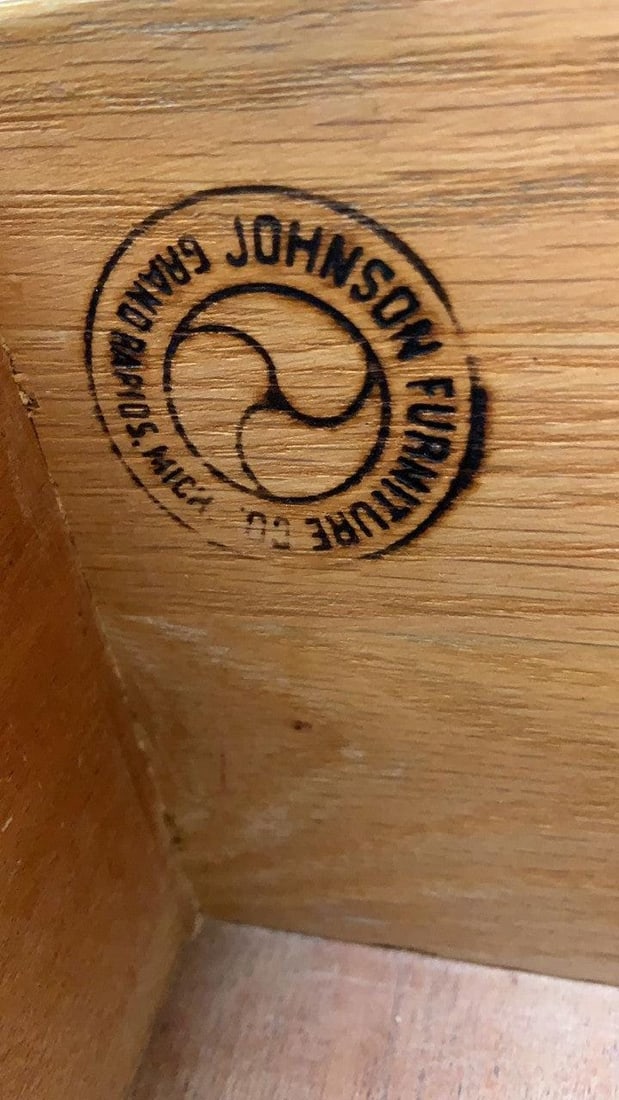 JOHNSON FURNITURE CO.
GRAND RAPIDS, MICH.